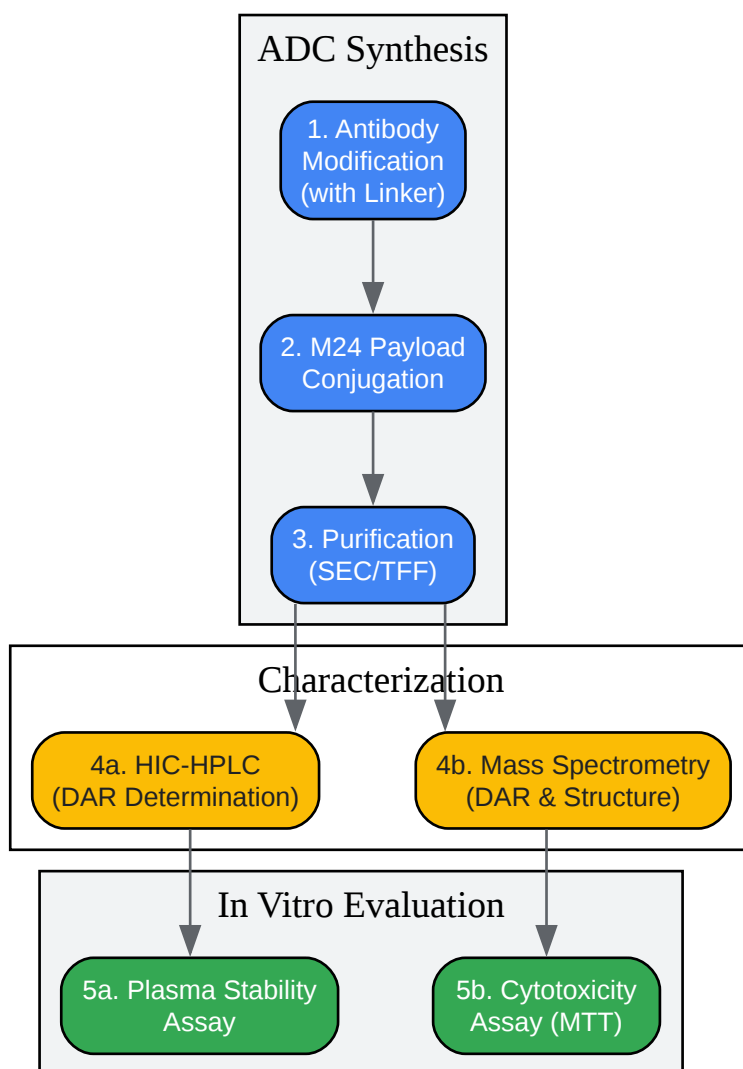 ADC Synthesis
1. Antibody
Modification
(with Linker)
2. M24 Payload
Conjugation
3. Purification
(SEC/TFF)
Characterization
4a. HIC-HPLC
(DAR Determination)
4b. Mass Spectrometry
(DAR & Structure)
In Vitro Evaluation
5a. Plasma Stability
Assay
5b. Cytotoxicity
Assay (MTT)